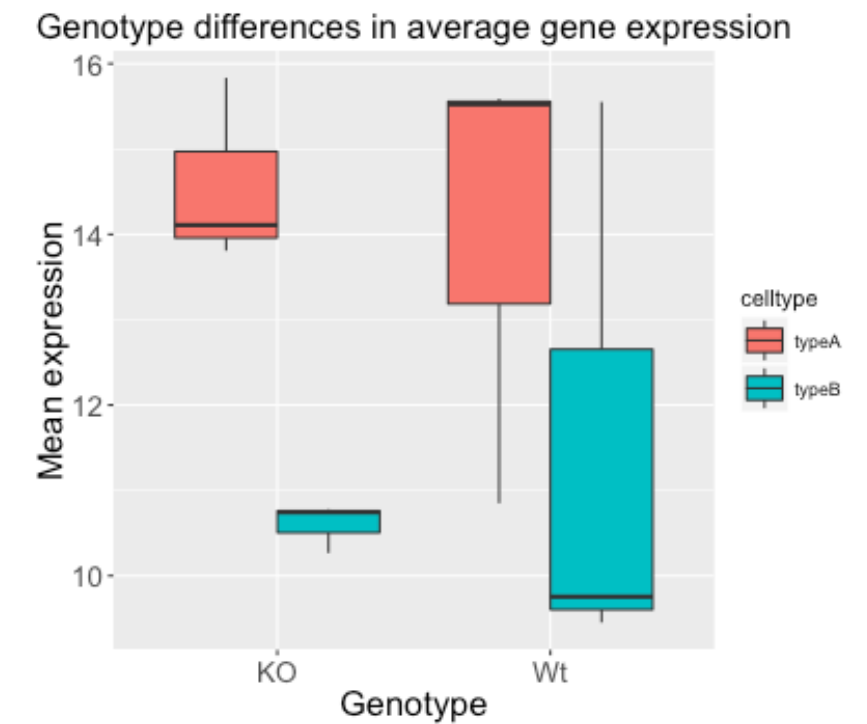 Genotype differences in average gene expression
16
14
12
10
Mean expression
KO
Wt
Genotype
celltype
typeA
typeB